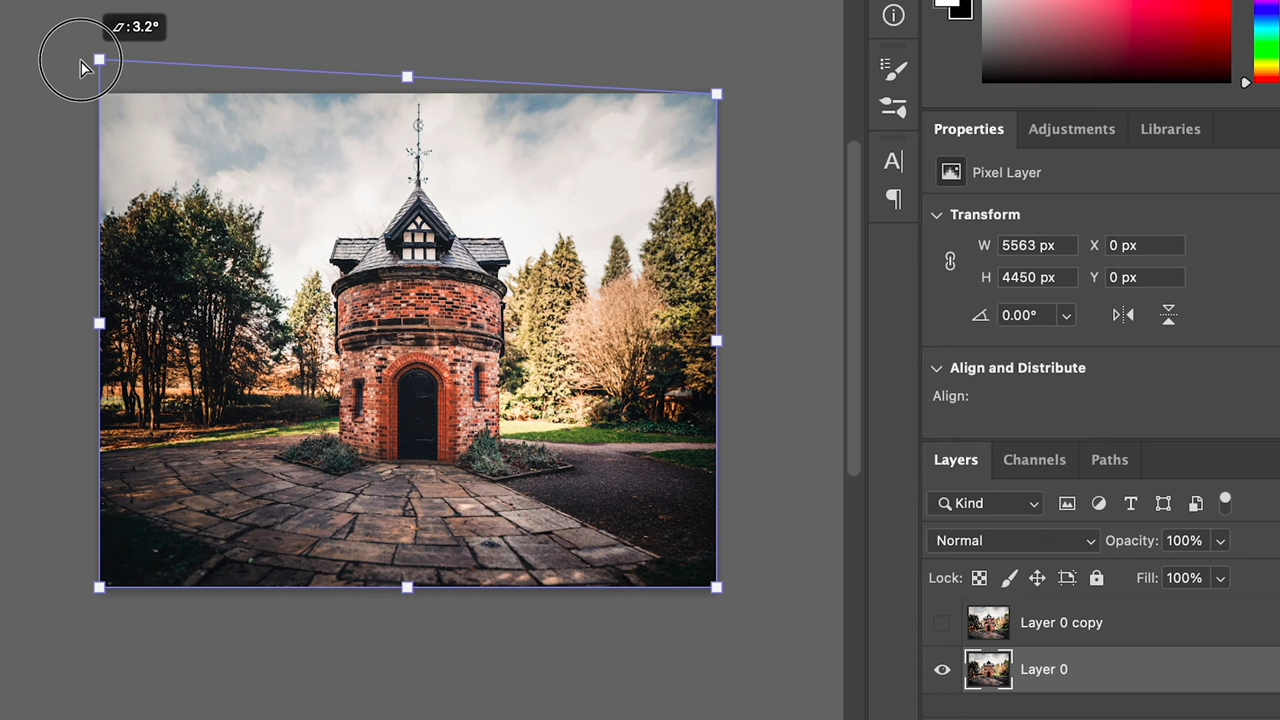 : 3.2°
Properties
Adjustments
Libraries
Pixel Layer
Transform
W 5563 px X 0 px
H 4450 px Y 0 px
0.00°
Align and Distribute
Align:
Layers
Channels
Paths
Kind
Normal
Opacity: 100%
Lock:
Fill: 100%
Layer 0 copy
Layer 0